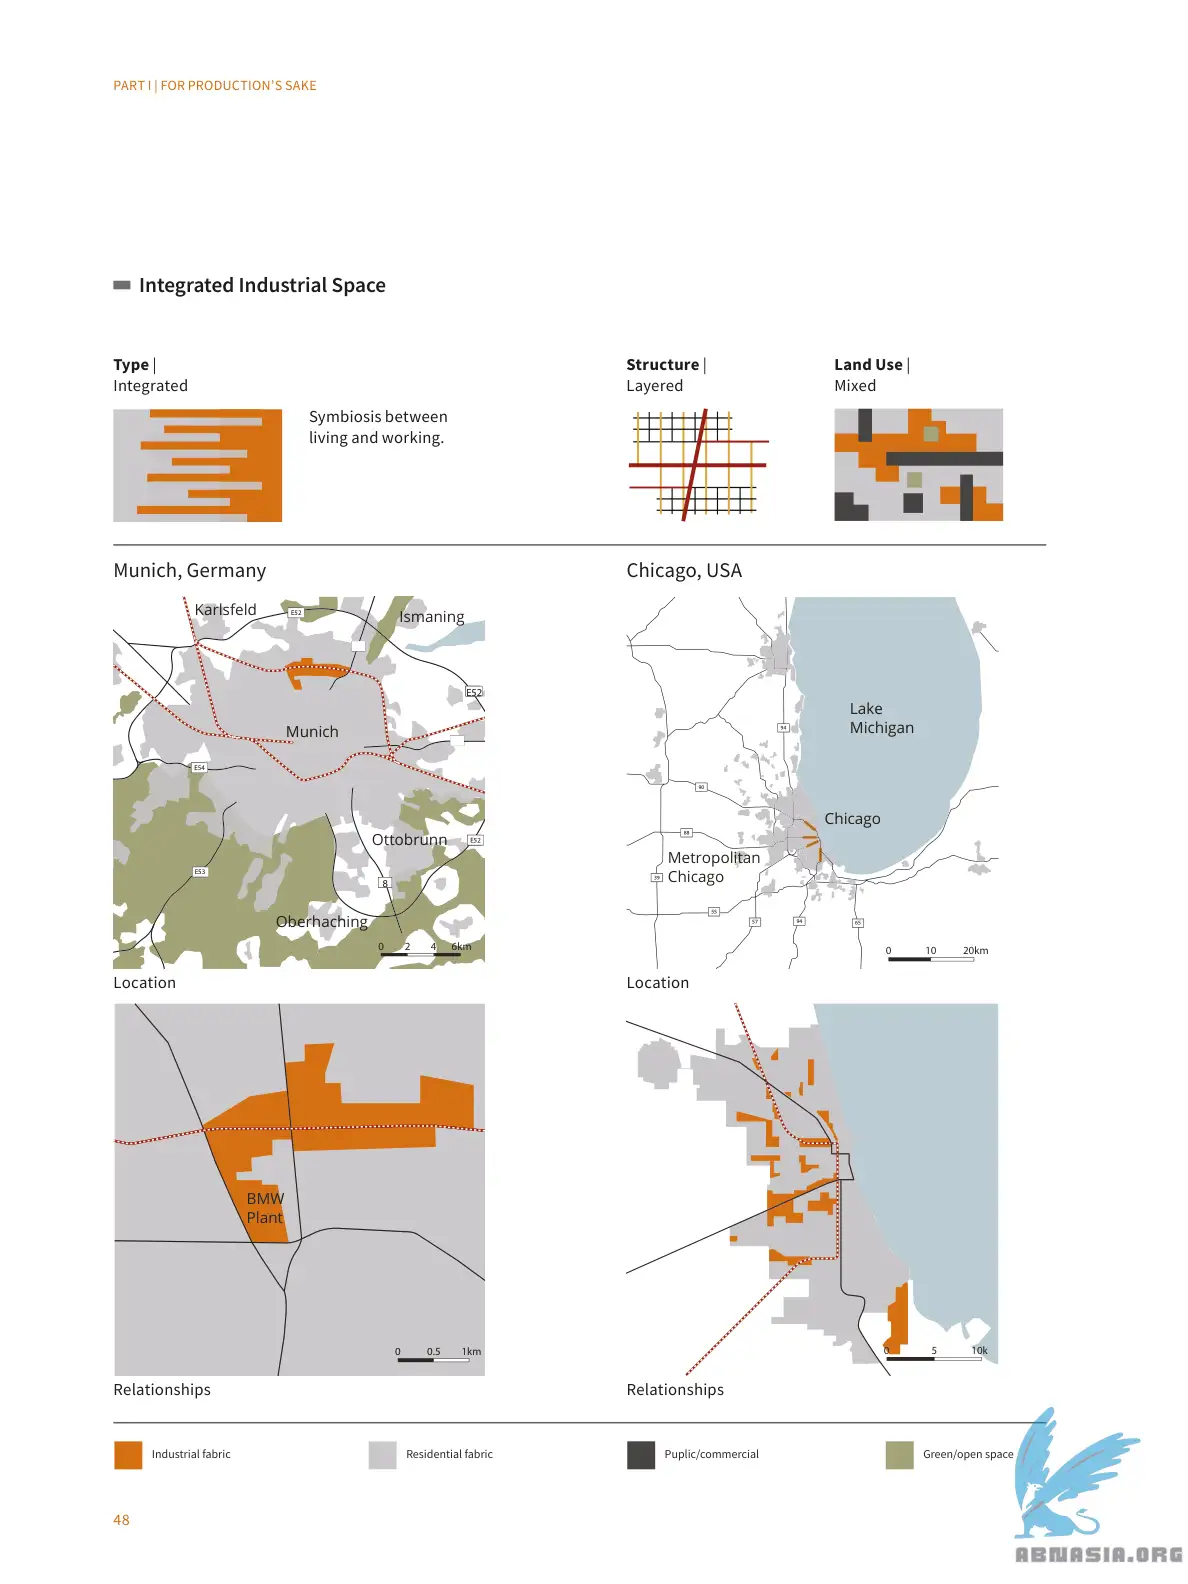 PART I | FOR PRODUCTION'S SAKE
Integrated Industrial Space
Type |
Integrated
Symbiosis between
living and working.
Structure |
Layered
Land Use |
Mixed
Munich, Germany
Karlsfeld
E52
Ismaning
E52
Munich
E54
Ottobrunn
E52
E53
8
Oberhaching
0 2 4 6km
Location
Chicago, USA
Lake
Michigan
94
90
Chicago
88
Metropolitan
Chicago
39
55
57
94
65
0 10 20km
Location
BMW
Plant
0 0.5 1km
Relationships
0 5 10k
Relationships
Industrial fabric
Residential fabric
Puplic/commercial
Green/open space
48
ABNASIA.ORG